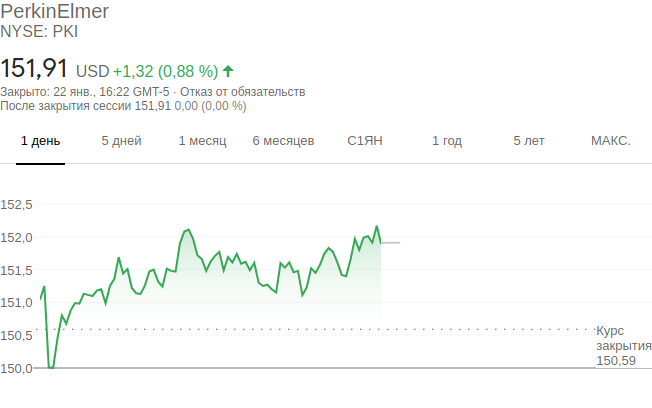 PerkinElmer
NYSE: PKI
151,91 USD +1,32 (0,88 %)
Закрыто: 22 янв., 16:22 GMT-5 · Отказ от обязательств
После закрытия сессии 151,91 0,00 (0,00 %)
1 день 5 дней 1 месяц 6 месяцев С1ЯН 1 год 5 лет МАКС.
152,5
152,0
151,5
151,0
150,5
150,0
Курс
закрытия
150,59